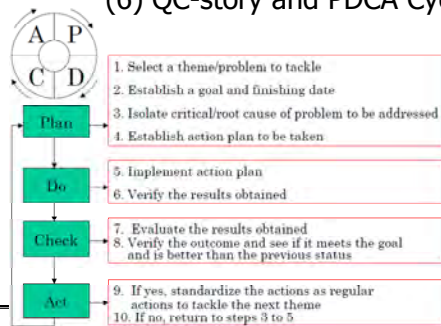 (6) QC-story and PDCA Cy
A P
C D
Plan
1. Select a theme/problem to tackle
2. Establish a goal and finishing date
3. Isolate critical/root cause of problem to be addressed
4. Establish action plan to be taken
Do
5. Implement action plan
6. Verify the results obtained
Check
7. Evaluate the results obtained
8. Verify the outcome and see if it meets the goal
and is better than the previous status
Act
9. If yes, standardize the actions as regular
actions to tackle the next theme
10. If no, return to steps 3 to 5